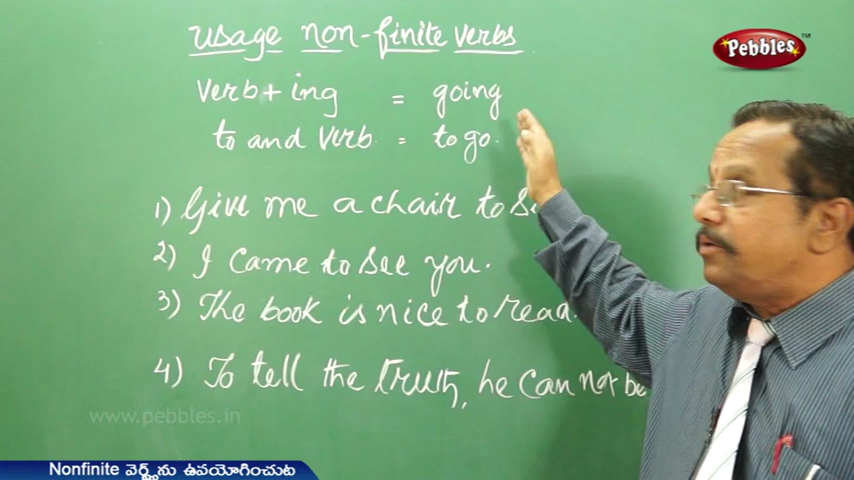 usage non-finite verbs
Pebbles™
verb+ing = going
to and verb = to go.
1) Give me a chair to
2) I came to see you.
3) The book is nice to read.
4) To tell the truth, he can not be
www.pebbles.in
Nonfinite వెర్బ్స్‌ను ఉపయోగించుట